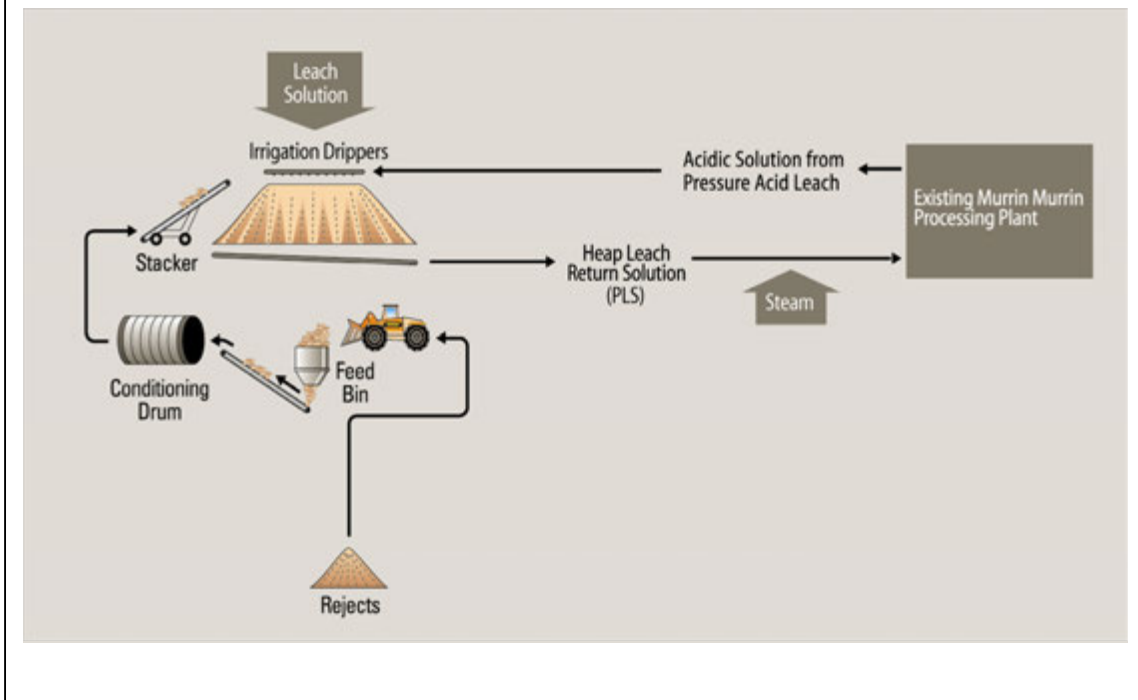 Leach
Solution
Irrigation Drippers
Acidic Solution from
Pressure Acid Leach
Existing Murrin Murrin
Processing Plant
Stacker
Heap Leach
Return Solution
(PLS)
Steam
Feed
Bin
Conditioning
Drum
Rejects